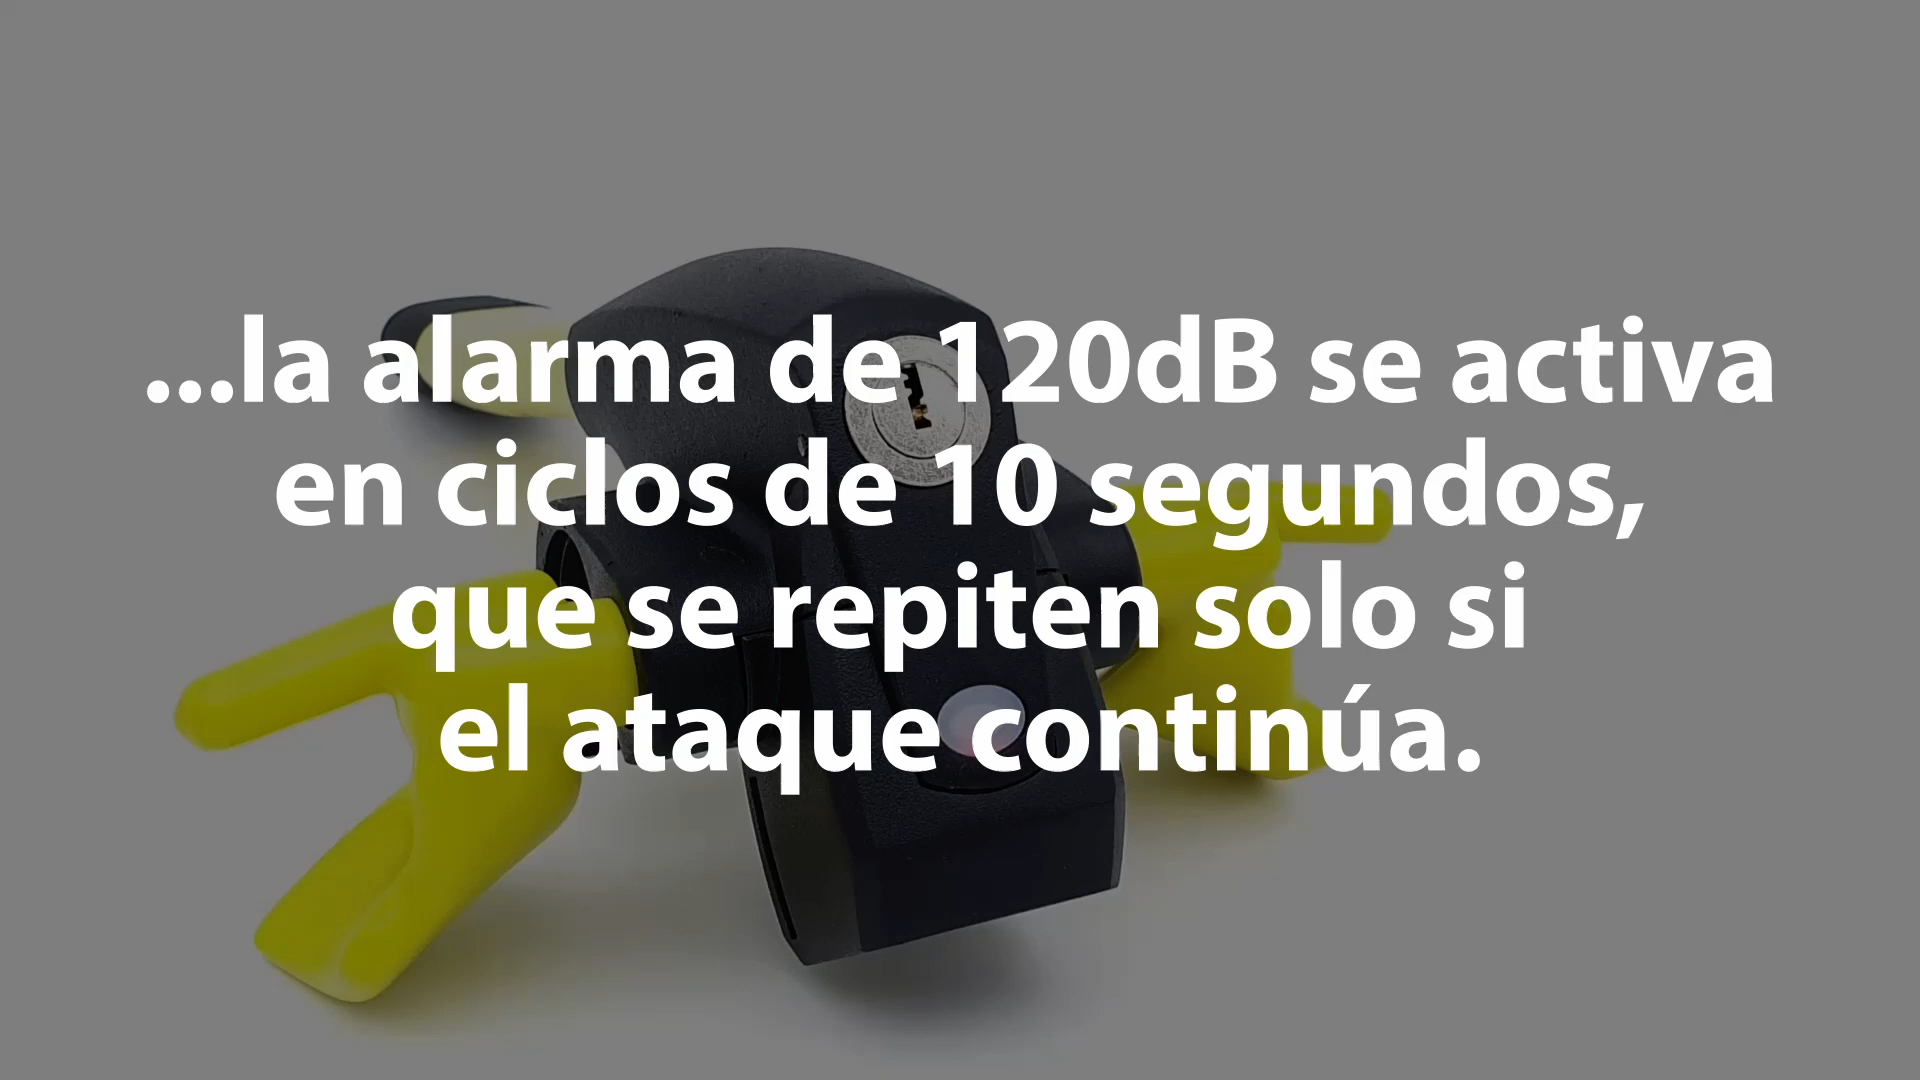 ...la alarma de 120dB se activa
en ciclos de 10 segundos,
que se repiten solo si
el ataque continúa.